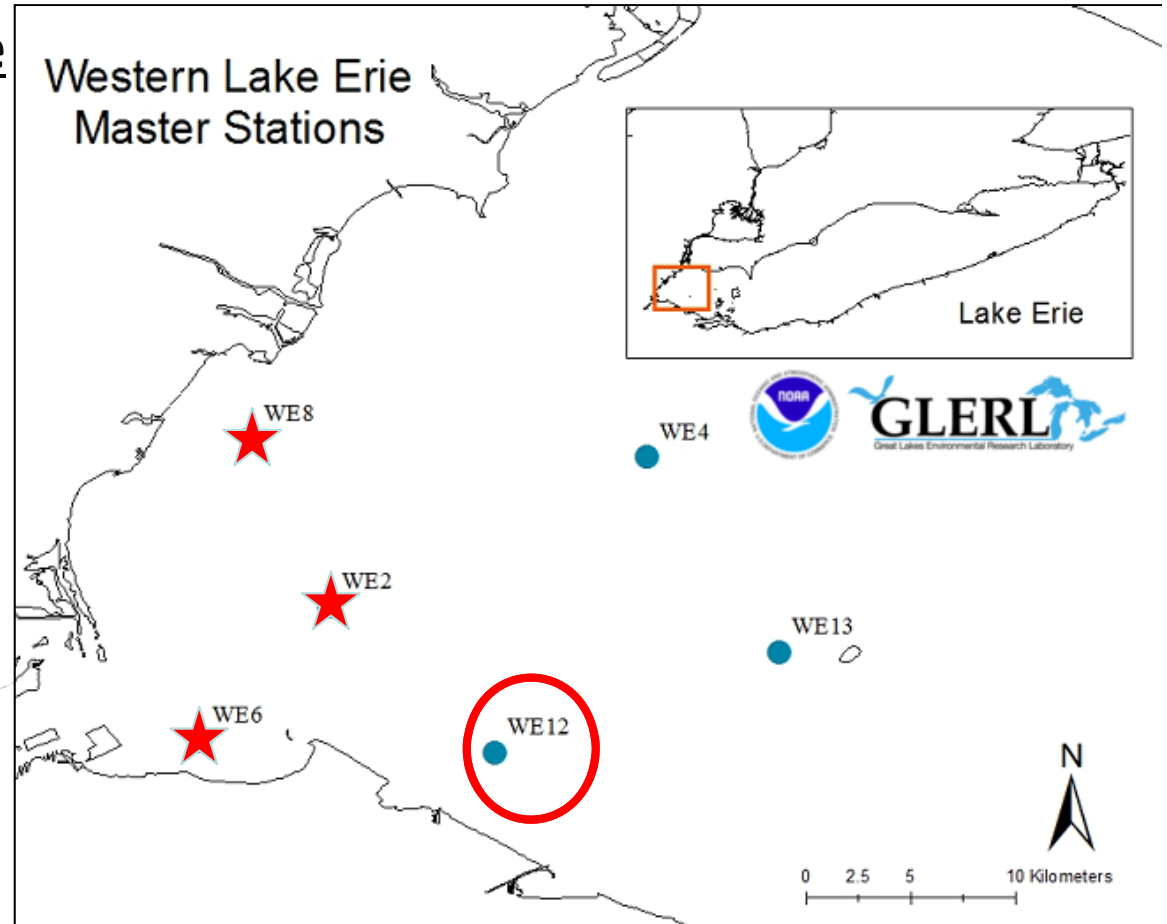 e
Western Lake Erie
Master Stations
Lake Erie
NOAA
GLERL
Great Lakes Environmental Research Laboratory
WE8
WE4
WE2
WE13
WE6
WE12
N
0 2.5 5 10 Kilometers